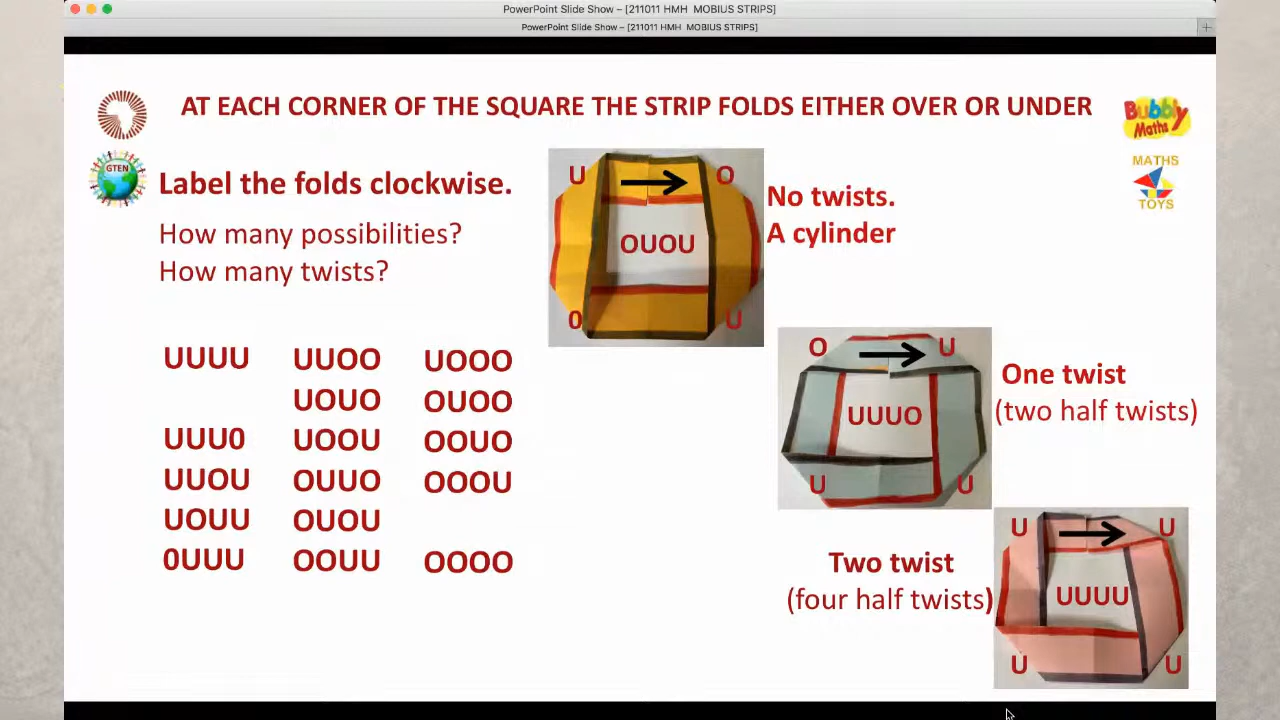 PowerPoint Slide Show – [211011 HMH  MOBIUS STRIPS]
PowerPoint Slide Show – [211011 HMH  MOBIUS STRIPS]
AT EACH CORNER OF THE SQUARE THE STRIP FOLDS EITHER OVER OR UNDER
Bubbly
Maths
GTEN
MATHS
TOYS
Label the folds clockwise.
How many possibilities?
How many twists?
U O
OUOU
0 U
No twists.
A cylinder
UUUU UUOO UOOO
UOUO OUOO
UUU0 UOOU OOUO
UUOU OUUO OOOU
UOUU OUOU
0UUU OOUU OOOO
O U
UUUO
U U
One twist
(two half twists)
Two twist
(four half twists)
U U
UUUU
U U